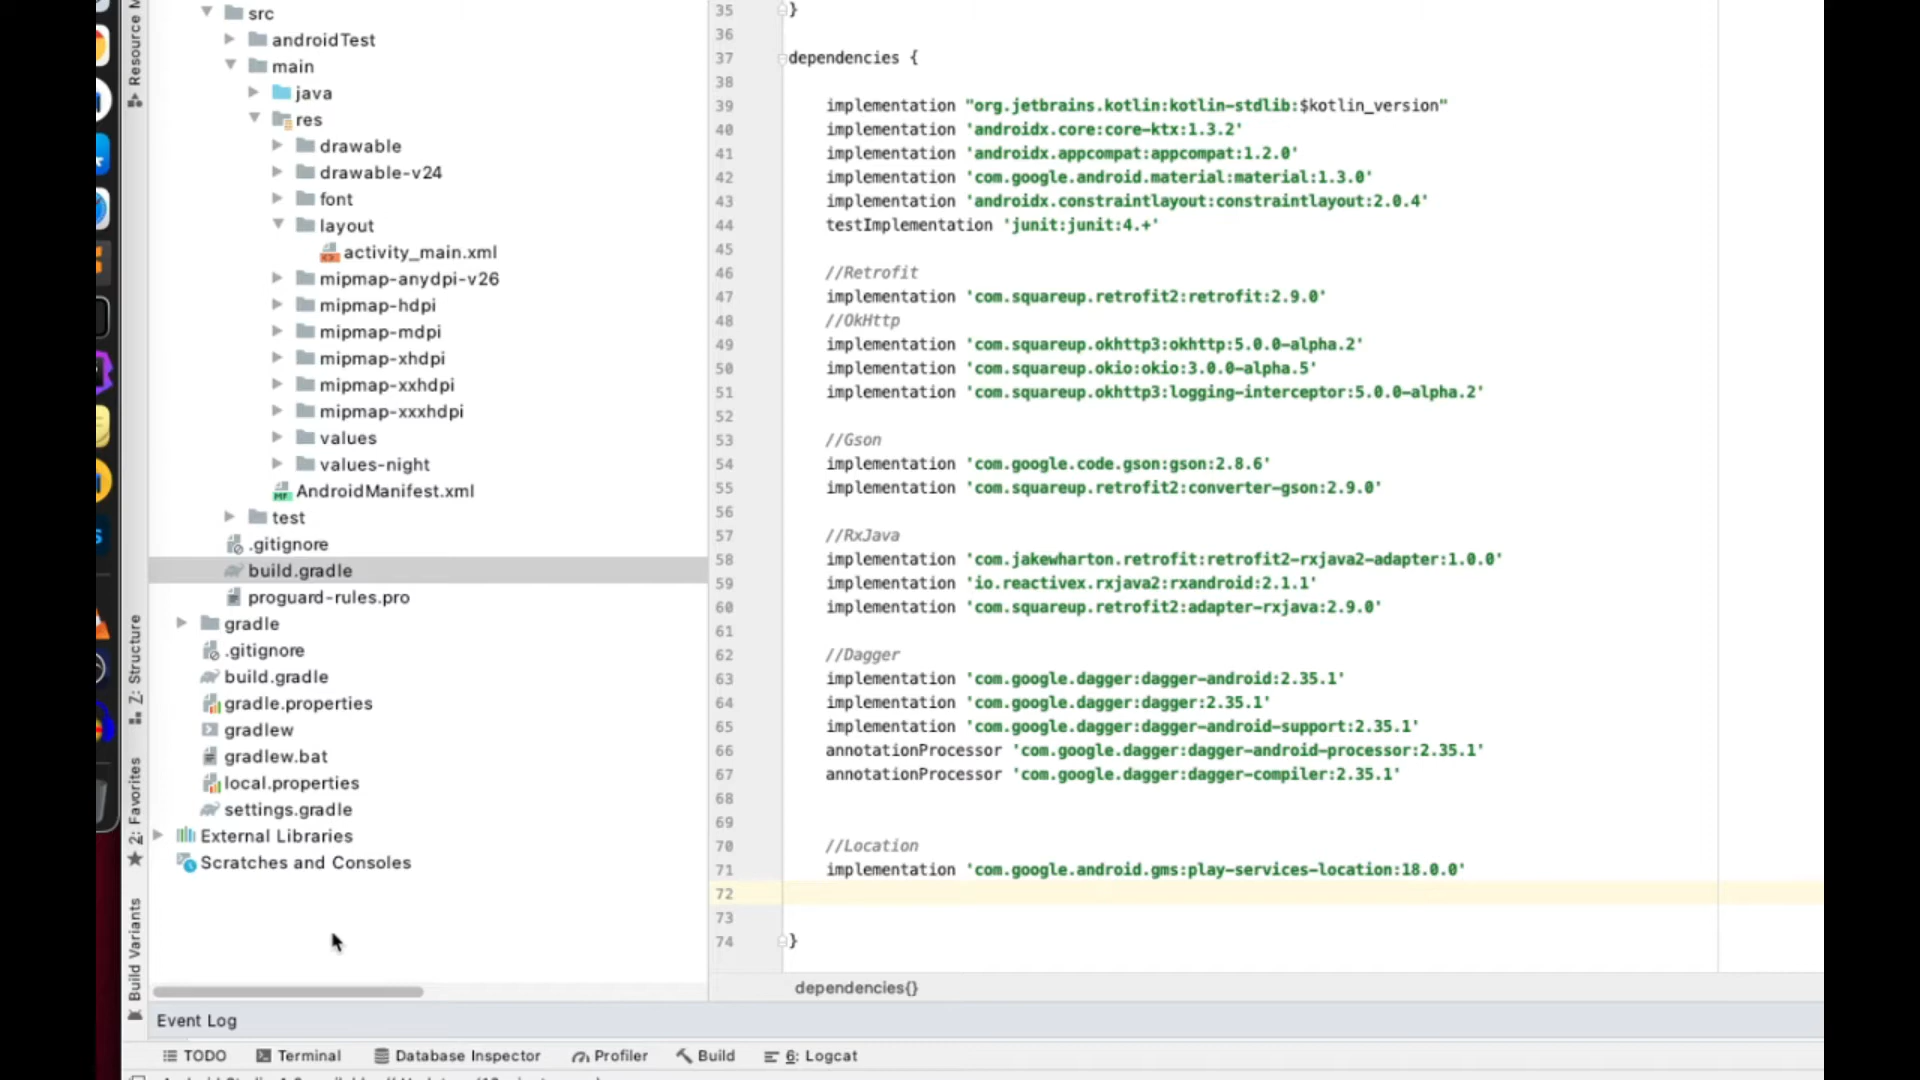 Resource M
Z: Structure
2: Favorites
Build Variants
src
androidTest
main
java
res
drawable
drawable-v24
font
layout
activity_main.xml
mipmap-anydpi-v26
mipmap-hdpi
mipmap-mdpi
mipmap-xhdpi
mipmap-xxhdpi
mipmap-xxxhdpi
values
values-night
AndroidManifest.xml
test
.gitignore
build.gradle
proguard-rules.pro
gradle
.gitignore
build.gradle
gradle.properties
gradlew
gradlew.bat
local.properties
settings.gradle
External Libraries
Scratches and Consoles
35 }
36
37 dependencies {
38
39 implementation "org.jetbrains.kotlin:kotlin-stdlib:$kotlin_version"
40 implementation 'androidx.core:core-ktx:1.3.2'
41 implementation 'androidx.appcompat:appcompat:1.2.0'
42 implementation 'com.google.android.material:material:1.3.0'
43 implementation 'androidx.constraintlayout:constraintlayout:2.0.4'
44 testImplementation 'junit:junit:4.+'
45
46 //Retrofit
47 implementation 'com.squareup.retrofit2:retrofit:2.9.0'
48 //OkHttp
49 implementation 'com.squareup.okhttp3:okhttp:5.0.0-alpha.2'
50 implementation 'com.squareup.okio:okio:3.0.0-alpha.5'
51 implementation 'com.squareup.okhttp3:logging-interceptor:5.0.0-alpha.2'
52
53 //Gson
54 implementation 'com.google.code.gson:gson:2.8.6'
55 implementation 'com.squareup.retrofit2:converter-gson:2.9.0'
56
57 //RxJava
58 implementation 'com.jakewharton.retrofit:retrofit2-rxjava2-adapter:1.0.0'
59 implementation 'io.reactivex.rxjava2:rxandroid:2.1.1'
60 implementation 'com.squareup.retrofit2:adapter-rxjava:2.9.0'
61
62 //Dagger
63 implementation 'com.google.dagger:dagger-android:2.35.1'
64 implementation 'com.google.dagger:dagger:2.35.1'
65 implementation 'com.google.dagger:dagger-android-support:2.35.1'
66 annotationProcessor 'com.google.dagger:dagger-android-processor:2.35.1'
67 annotationProcessor 'com.google.dagger:dagger-compiler:2.35.1'
68
69
70 //Location
71 implementation 'com.google.android.gms:play-services-location:18.0.0'
72
73
74 }
dependencies{}
Event Log
TODO Terminal Database Inspector Profiler Build 6: Logcat